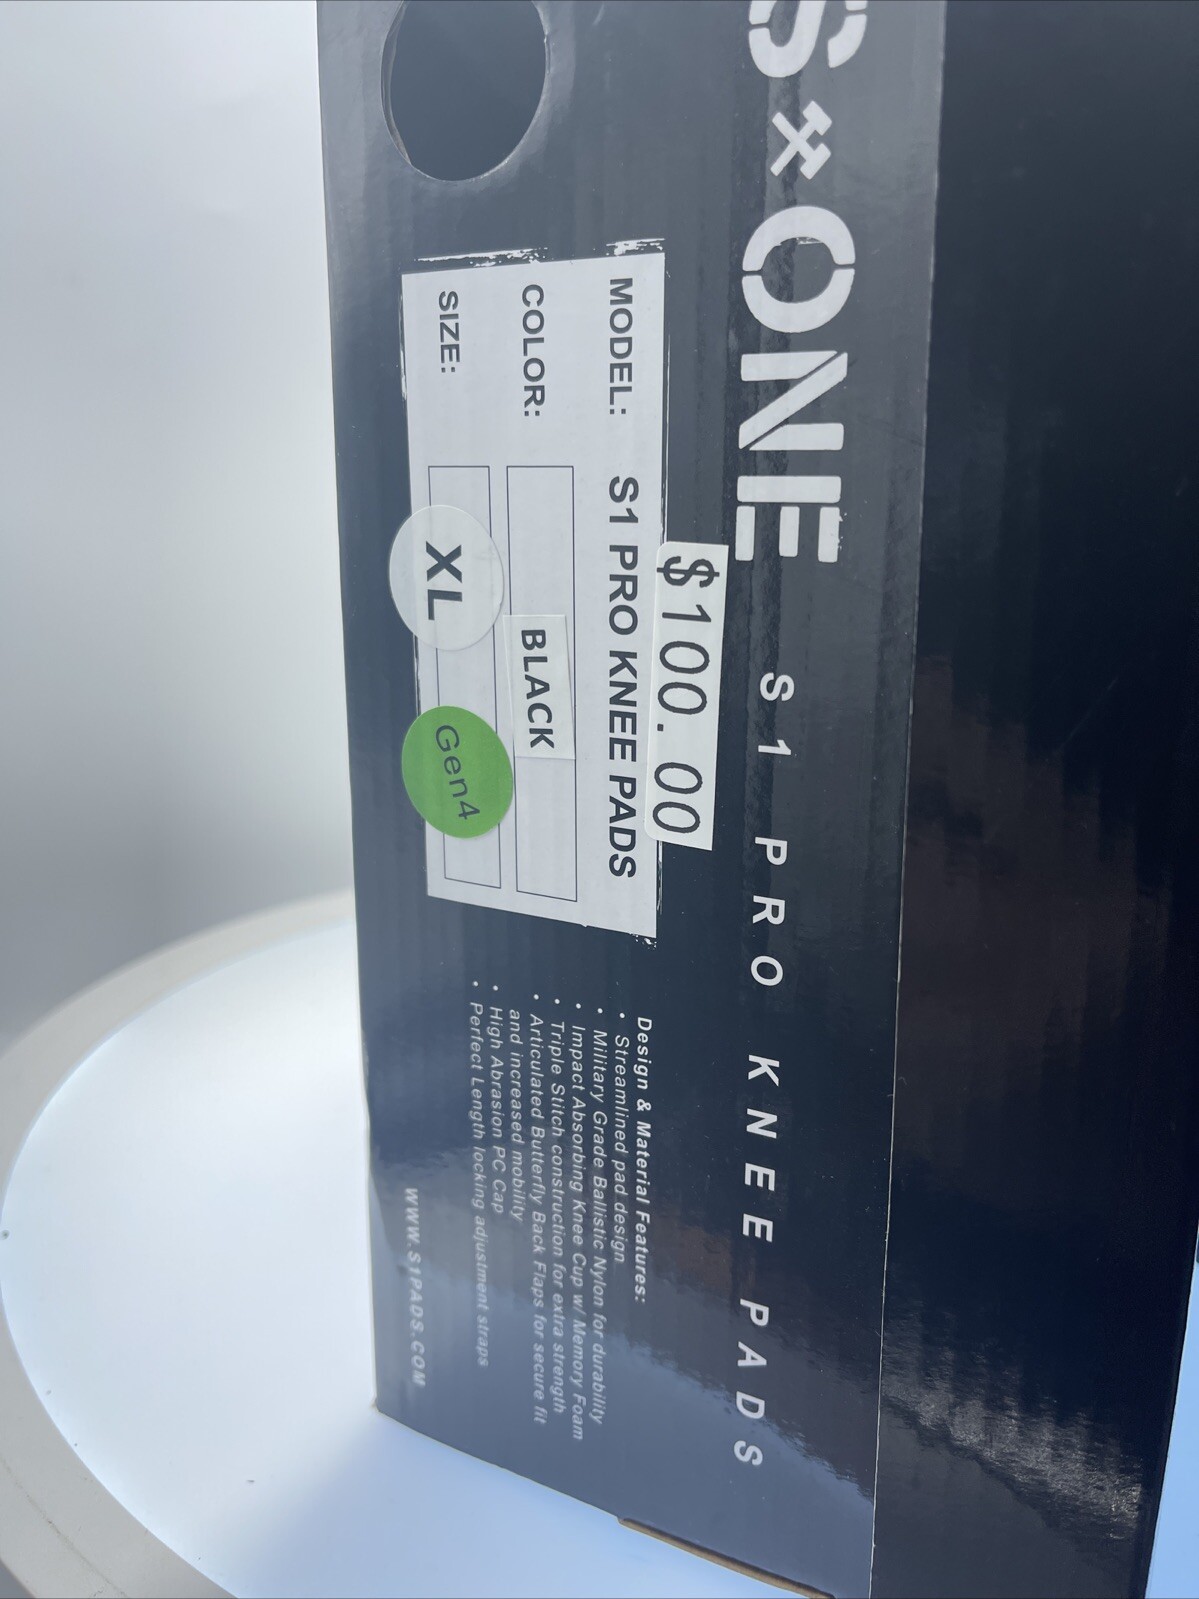 S ONE
S1 PRO KNEE PADS
$100.00
MODEL: S1 PRO KNEE PADS
COLOR: BLACK
SIZE: XL Gen4
Design & Material Features:
• Streamlined pad design
• Military Grade Ballistic Nylon for durability
• Impact Absorbing Knee Cup w/ Memory Foam
• Triple Stitch construction for extra strength
• Articulated Butterfly Back Flaps for secure fit
and increased mobility
• High Abrasion PC Cap
• Perfect Length locking adjustment straps
WWW.S1PADS.COM